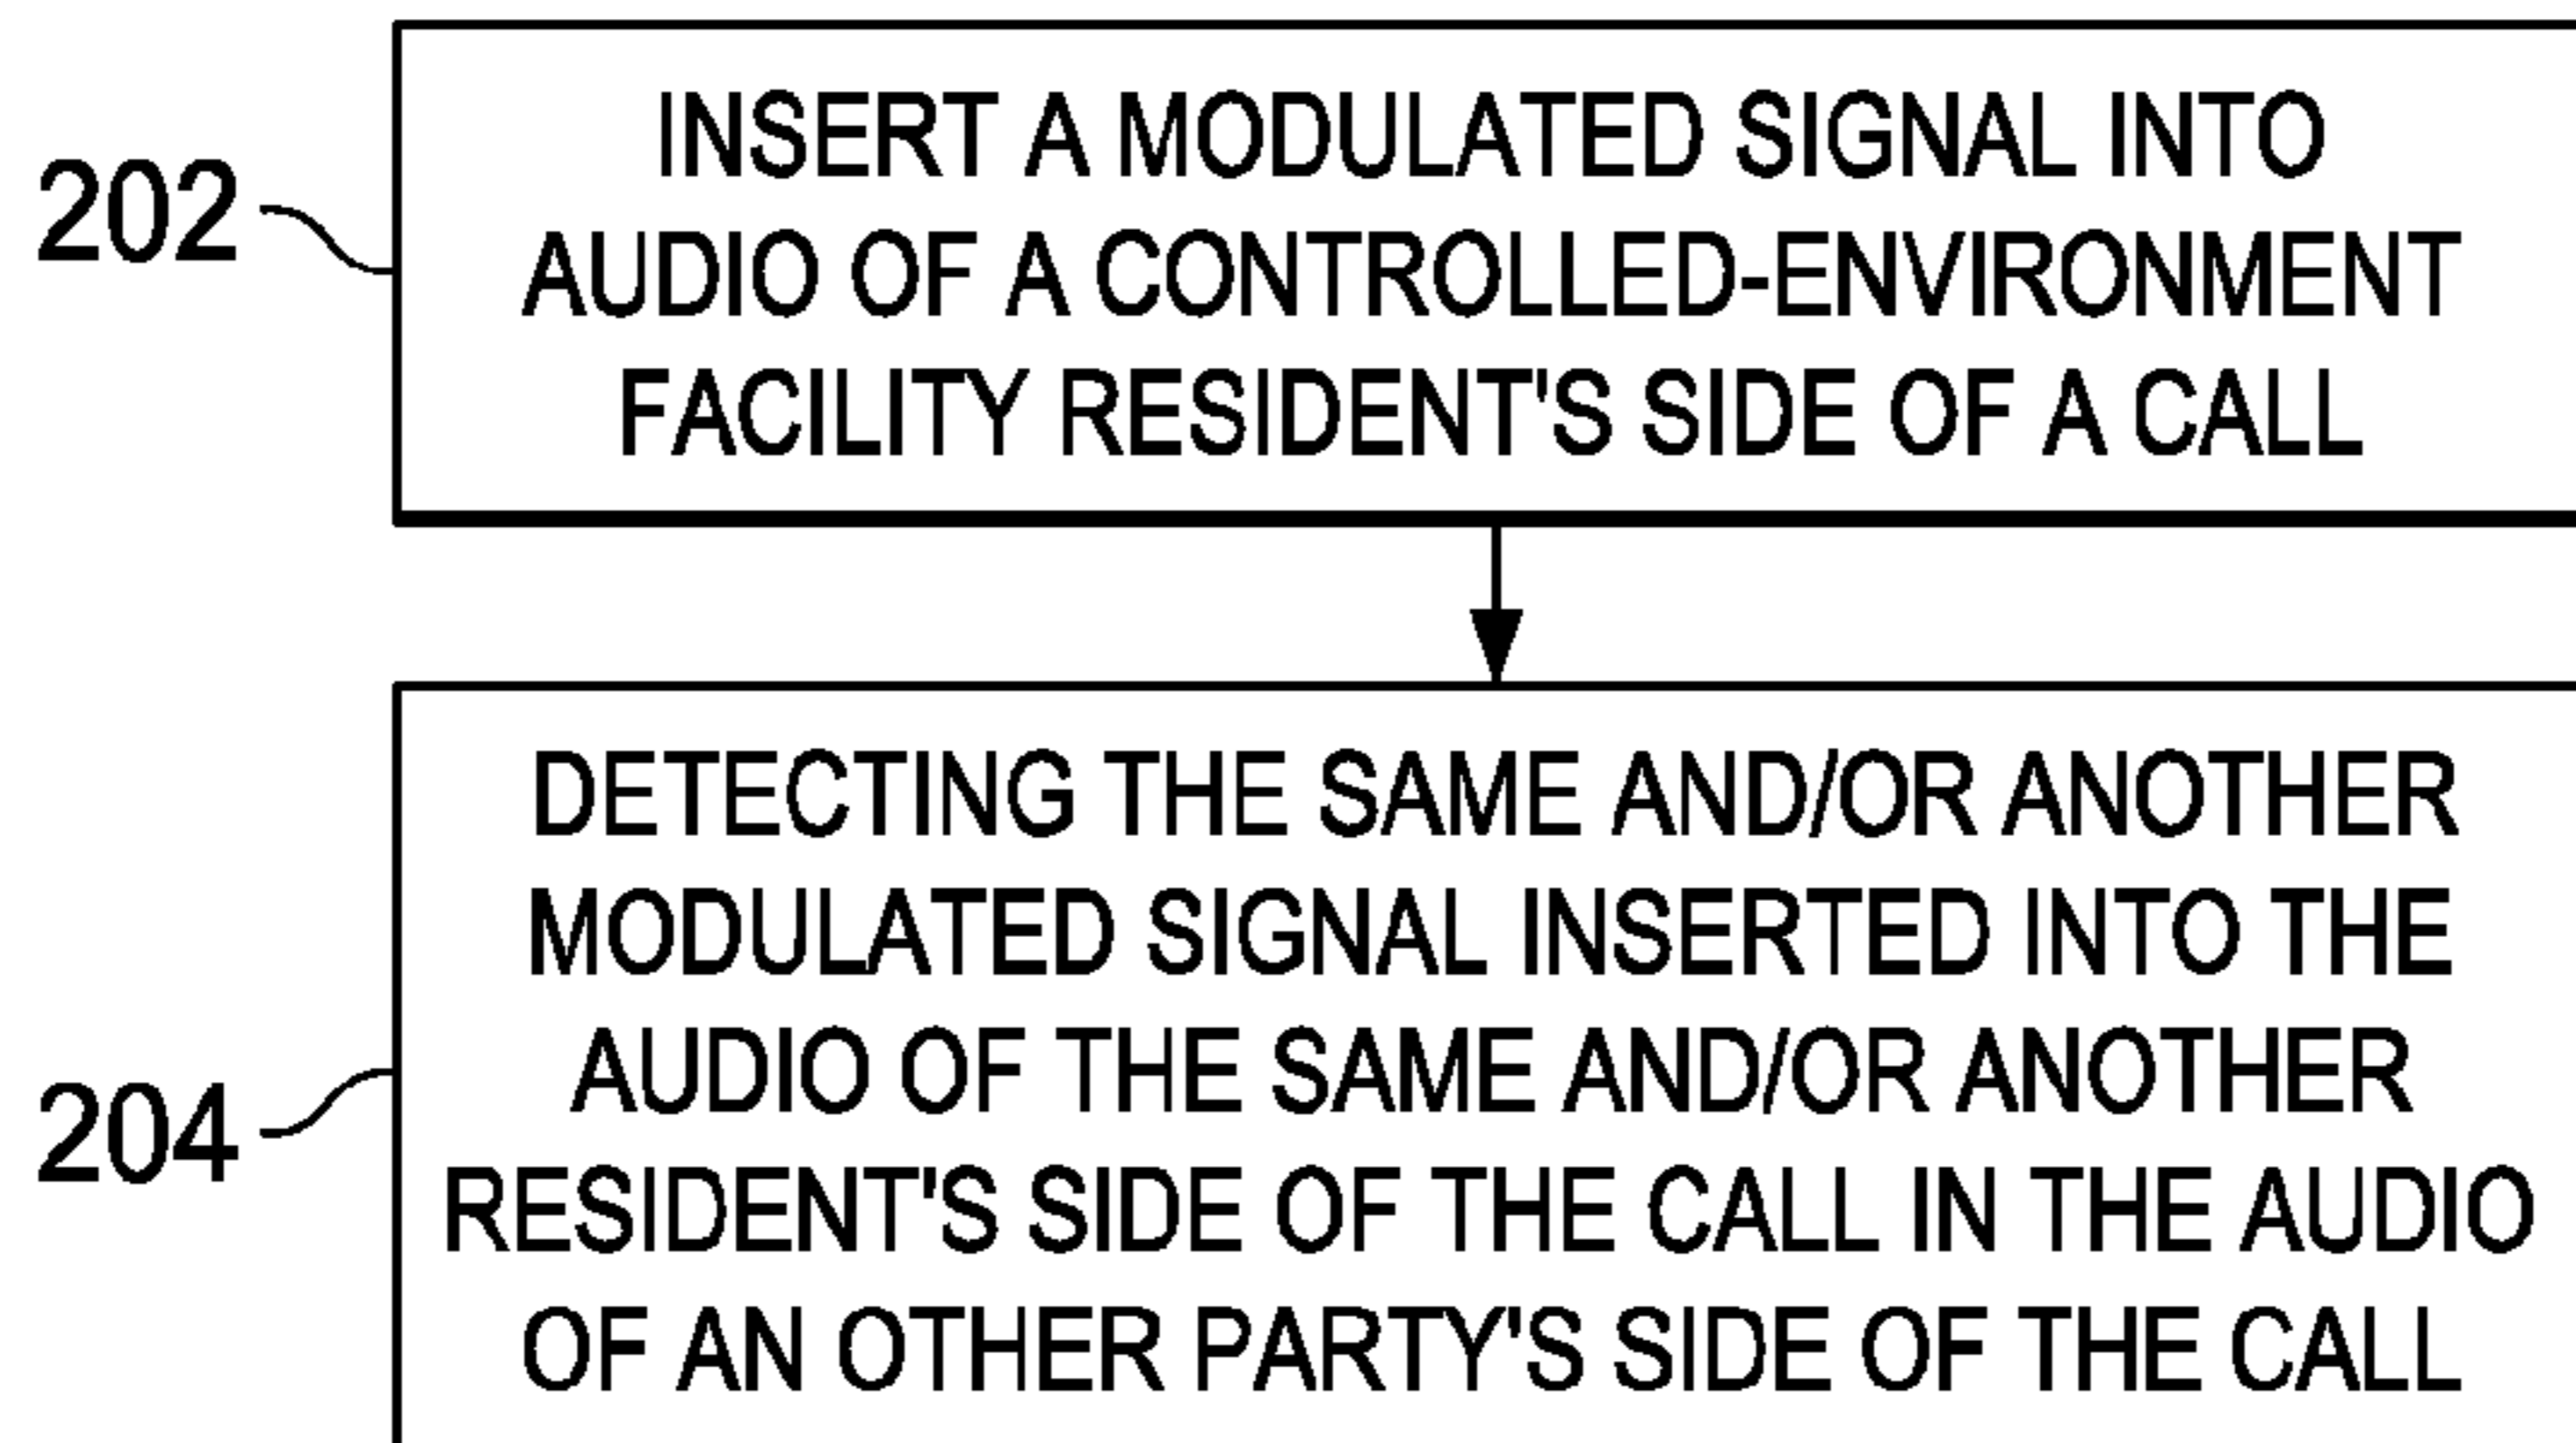 202
INSERT A MODULATED SIGNAL INTO
AUDIO OF A CONTROLLED-ENVIRONMENT
FACILITY RESIDENT'S SIDE OF A CALL
204
DETECTING THE SAME AND/OR ANOTHER
MODULATED SIGNAL INSERTED INTO THE
AUDIO OF THE SAME AND/OR ANOTHER
RESIDENT'S SIDE OF THE CALL IN THE AUDIO
OF AN OTHER PARTY'S SIDE OF THE CALL